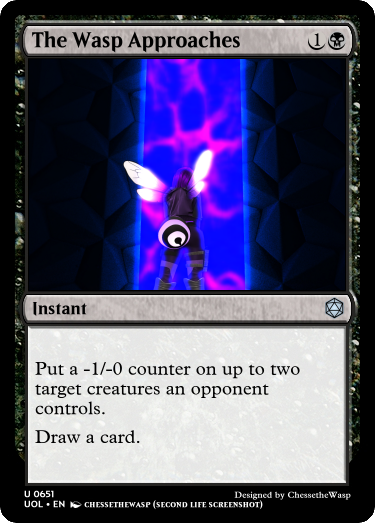 The Wasp Approaches 1
Instant
Put a -1/-0 counter on up to two
target creatures an opponent
controls.
Draw a card.
U 0651
Designed by ChessetheWasp
UOL • EN CHESSETHEWASP (SECOND LIFE SCREENSHOT)